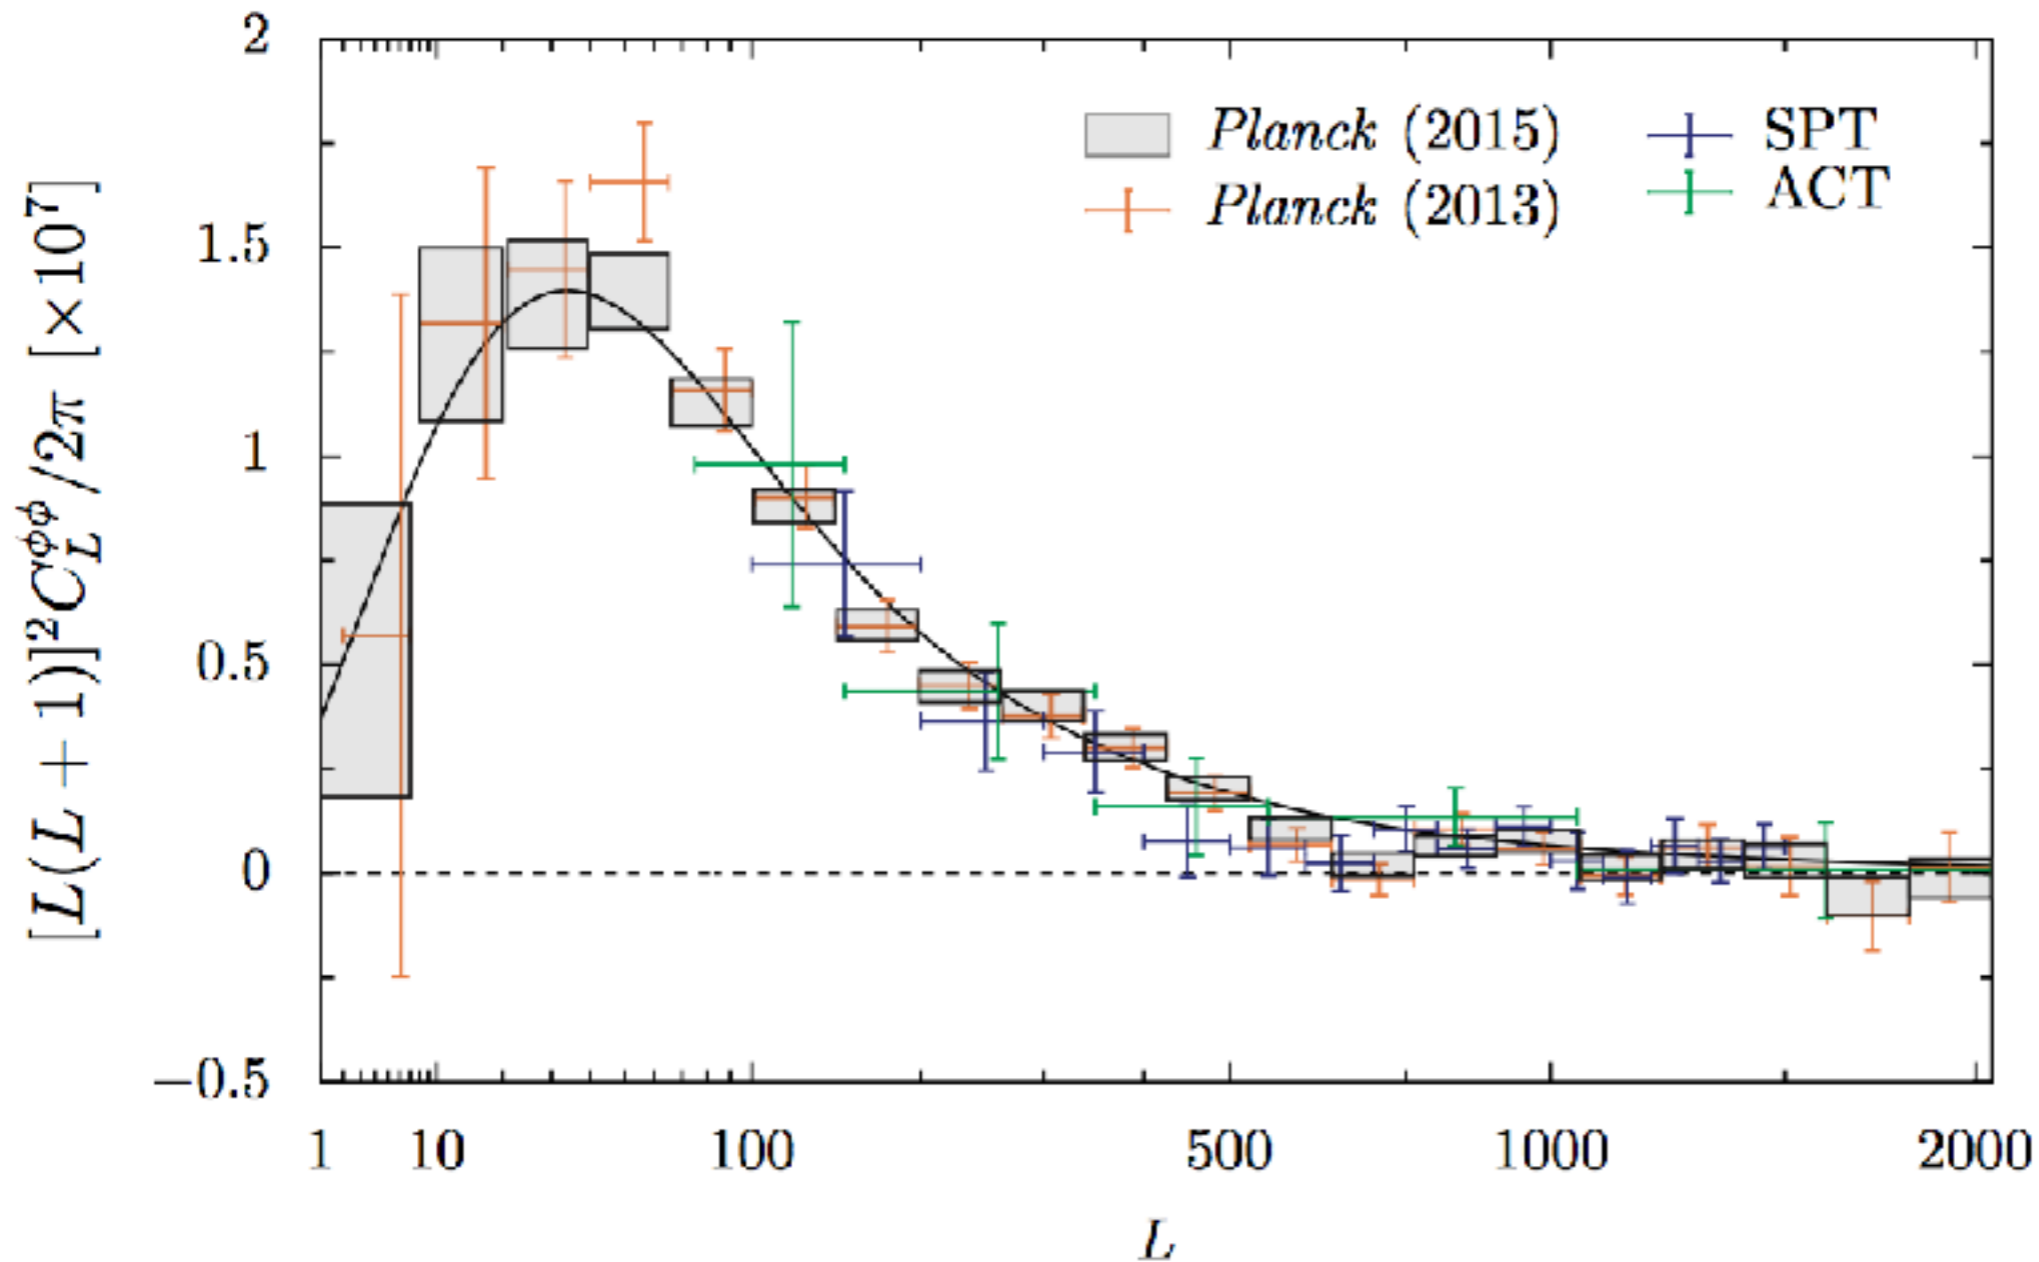 [L(L + 1)]²C_L^{ϕϕ}/2π [×10⁷]
2
1.5
1
0.5
0
−0.5
Planck (2015)
Planck (2013)
SPT
ACT
1 10 100 500 1000 2000
L